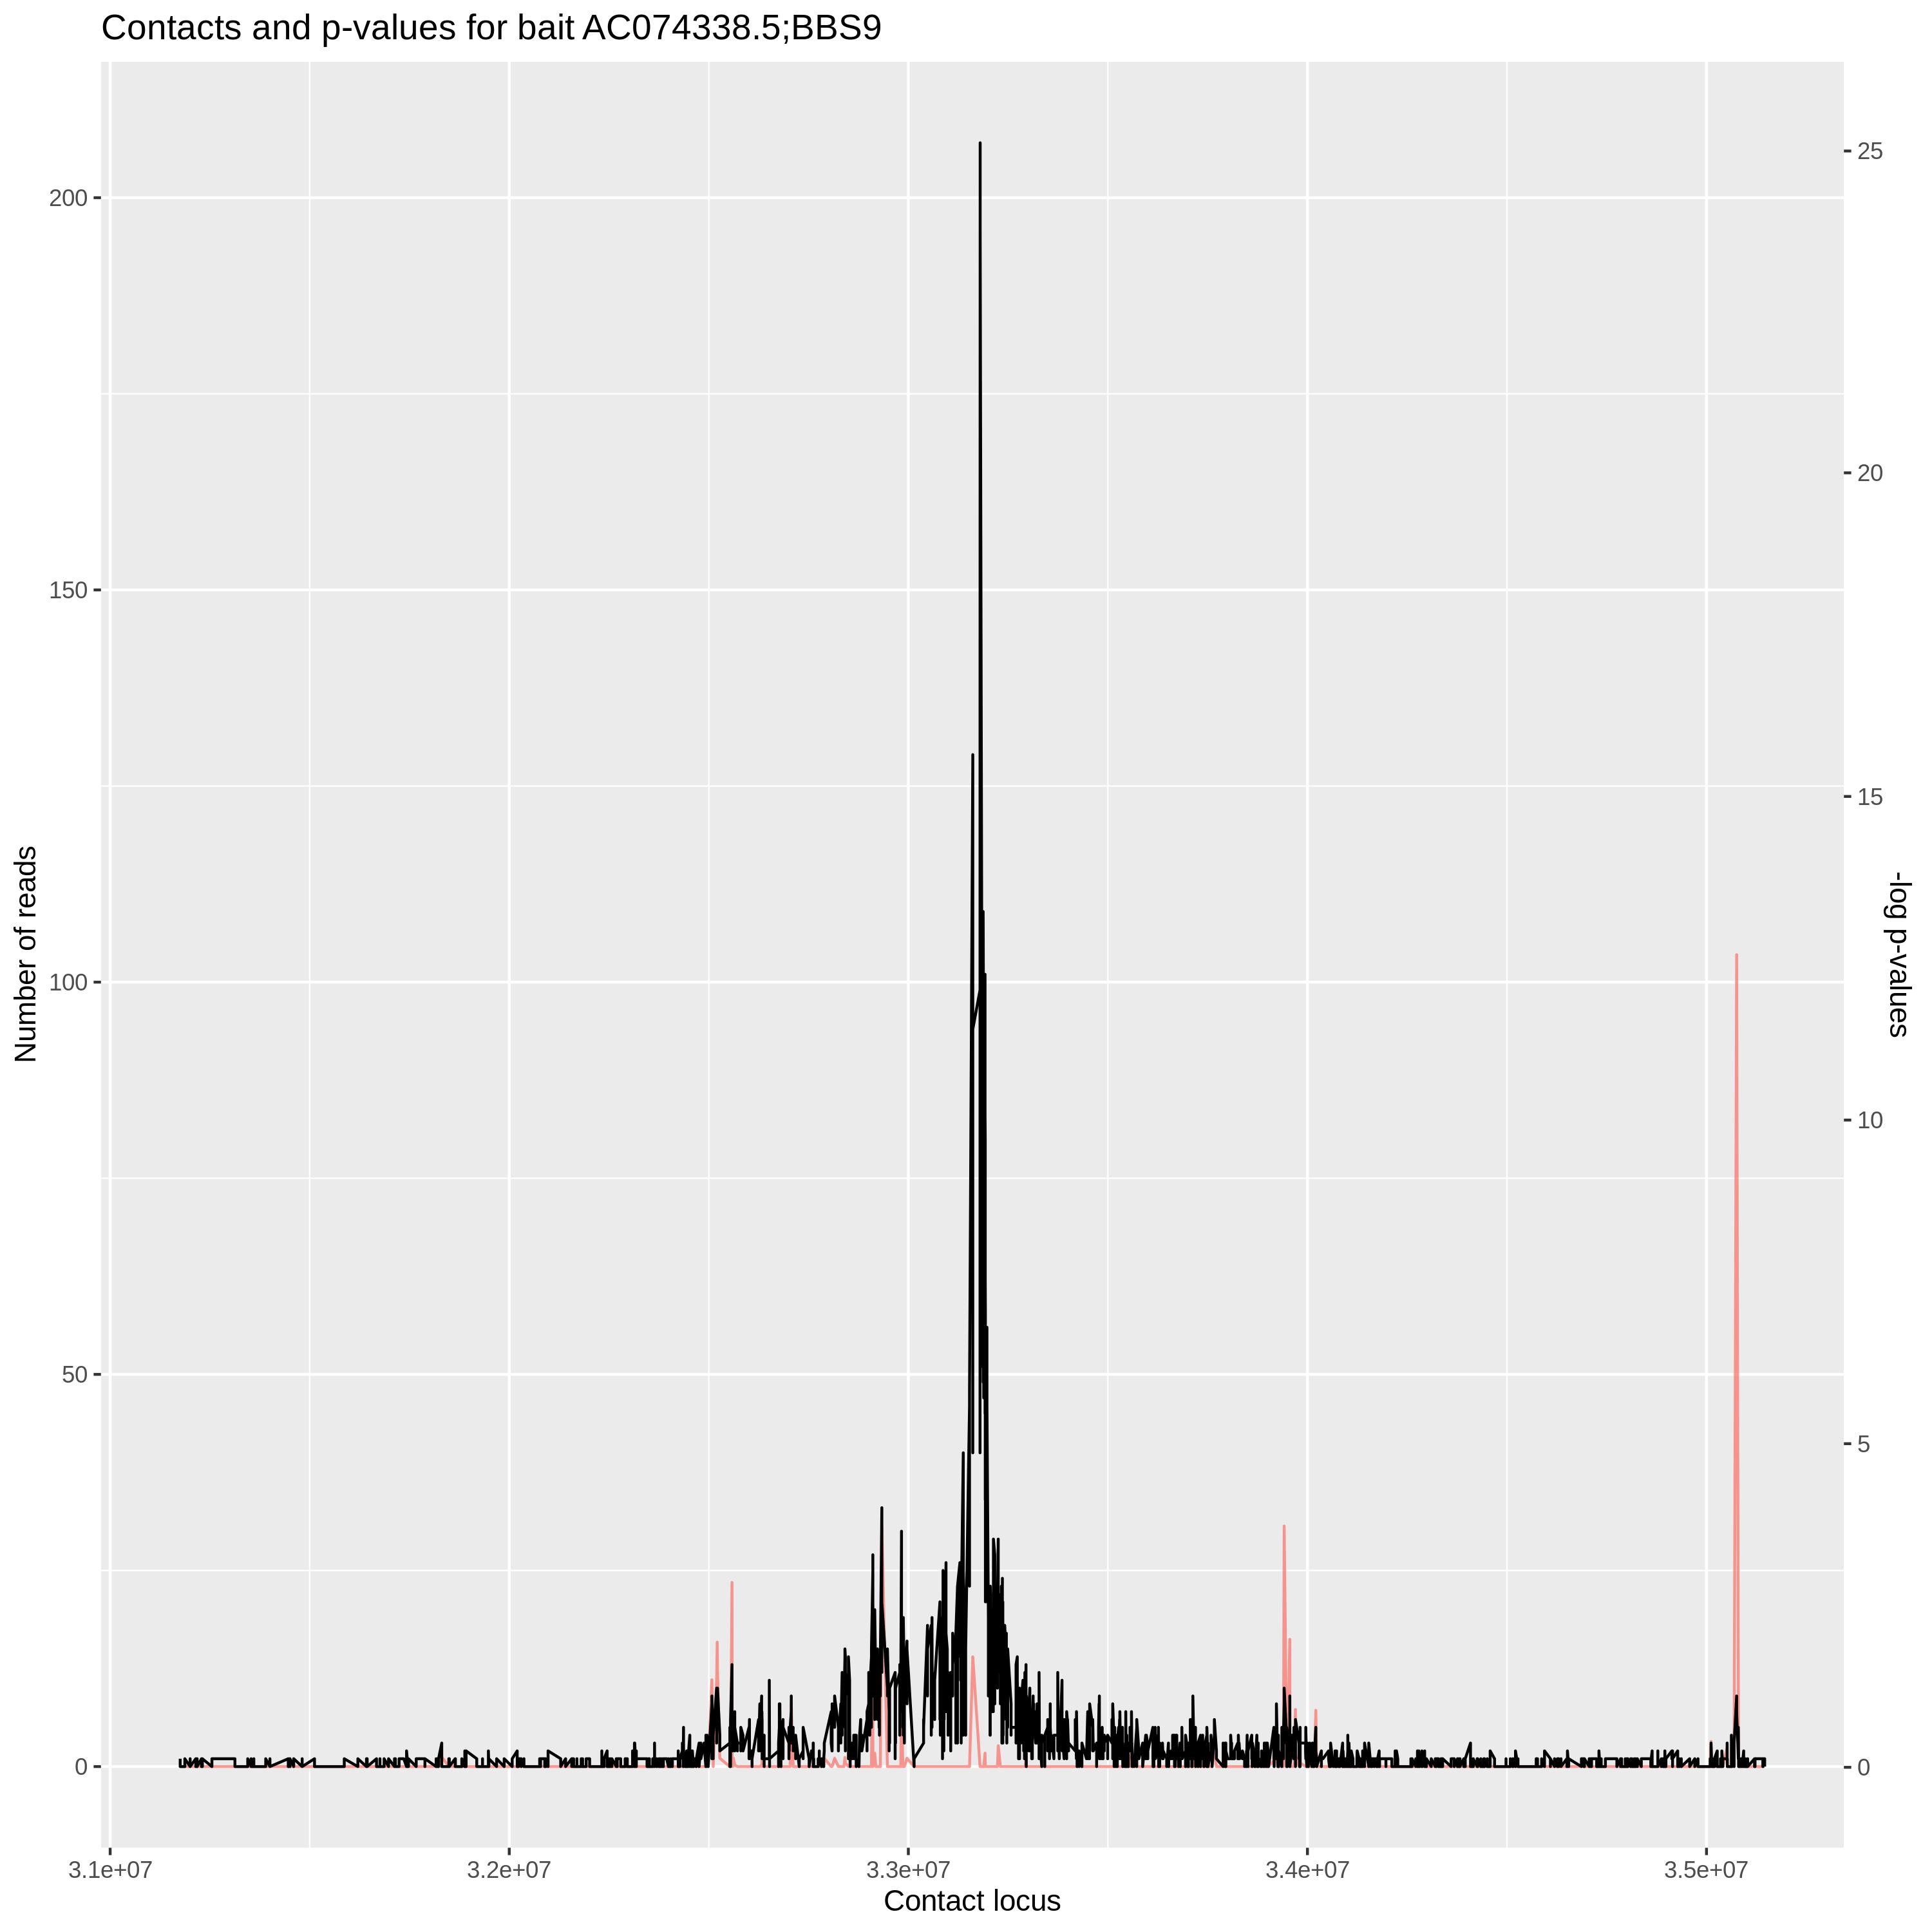 Contacts and p-values for bait AC074338.5;BBS9
200
150
100
50
0
Number of reads
25
20
15
10
5
0
-log p-values
3.1e+07
3.2e+07
3.3e+07
3.4e+07
3.5e+07
Contact locus